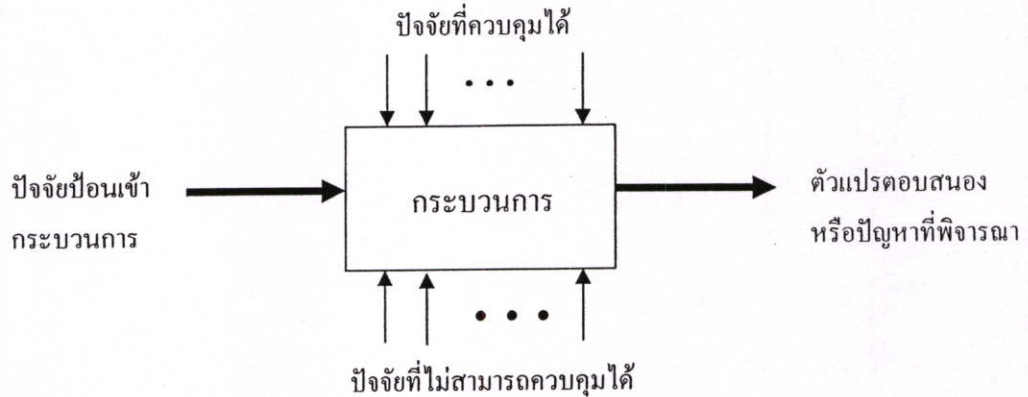 ปัจจัยที่ควบคุมได้
ปัจจัยป้อนเข้า
กระบวนการ
กระบวนการ
ตัวแปรตอบสนอง
หรือปัญหาที่พิจารณา
ปัจจัยที่ไม่สามารถควบคุมได้